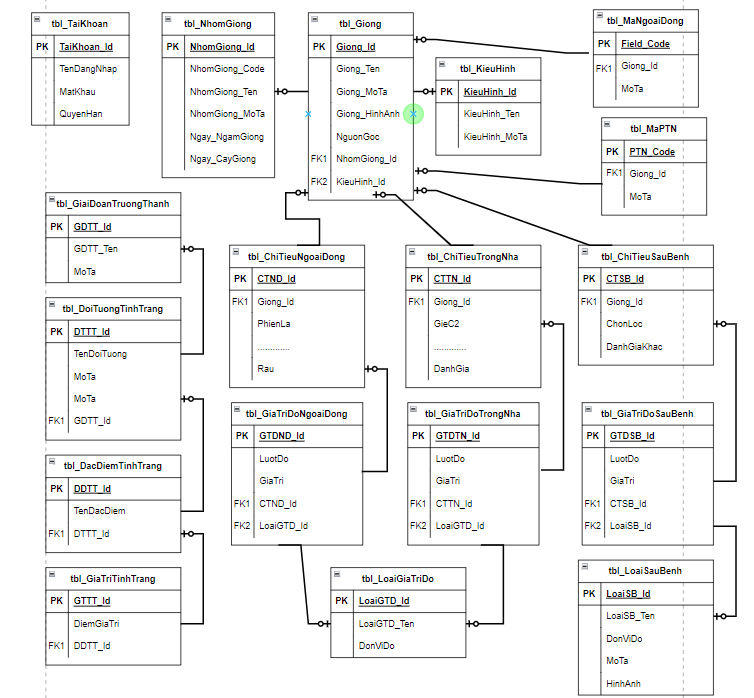 tbl_TaiKhoan
PK TaiKhoan_Id
TenDangNhap
MatKhau
QuyenHan
tbl_NhomGiong
PK NhomGiong_Id
NhomGiong_Code
NhomGiong_Ten
NhomGiong_MoTa
Ngay_NgamGiong
Ngay_CayGiong
tbl_Giong
PK Giong_Id
Giong_Ten
Giong_MoTa
Giong_HinhAnh
NguonGoc
FK1 NhomGiong_Id
FK2 KieuHinh_Id
tbl_KieuHinh
PK KieuHinh_Id
KieuHinh_Ten
KieuHinh_MoTa
tbl_MaNgoaiDong
PK Field_Code
FK1 Giong_Id
MoTa
tbl_MaPTN
PK PTN_Code
FK1 Giong_Id
MoTa
tbl_GiaiDoanTruongThanh
PK GDTT_Id
GDTT_Ten
MoTa
tbl_DoiTuongTinhTrang
PK DTTT_Id
TenDoiTuong
MoTa
MoTa
FK1 GDTT_Id
tbl_DacDiemTinhTrang
PK DDTT_Id
TenDacDiem
FK1 DTTT_Id
tbl_GiaTriTinhTrang
PK GTTT_Id
DiemGiaTri
FK1 DDTT_Id
tbl_ChiTieuNgoaiDong
PK CTND_Id
FK1 Giong_Id
PhienLa
.............
Rau
tbl_ChiTieuTrongNha
PK CTTN_Id
FK1 Giong_Id
GieC2
.............
DanhGia
tbl_ChiTieuSauBenh
PK CTSB_Id
FK1 Giong_Id
ChonLoc
DanhGiaKhac
tbl_GiaTriDoNgoaiDong
PK GTDND_Id
LuotDo
GiaTri
FK1 CTND_Id
FK2 LoaiGTD_Id
tbl_GiaTriDoTrongNha
PK GTDTN_Id
LuotDo
GiaTri
FK1 CTTN_Id
FK2 LoaiGTD_Id
tbl_GiaTriDoSauBenh
PK GTDSB_Id
LuotDo
GiaTri
FK1 CTSB_Id
FK2 LoaiSB_Id
tbl_LoaiGiaTriDo
PK LoaiGTD_Id
LoaiGTD_Ten
DonViDo
tbl_LoaiSauBenh
PK LoaiSB_Id
LoaiSB_Ten
DonViDo
MoTa
HinhAnh